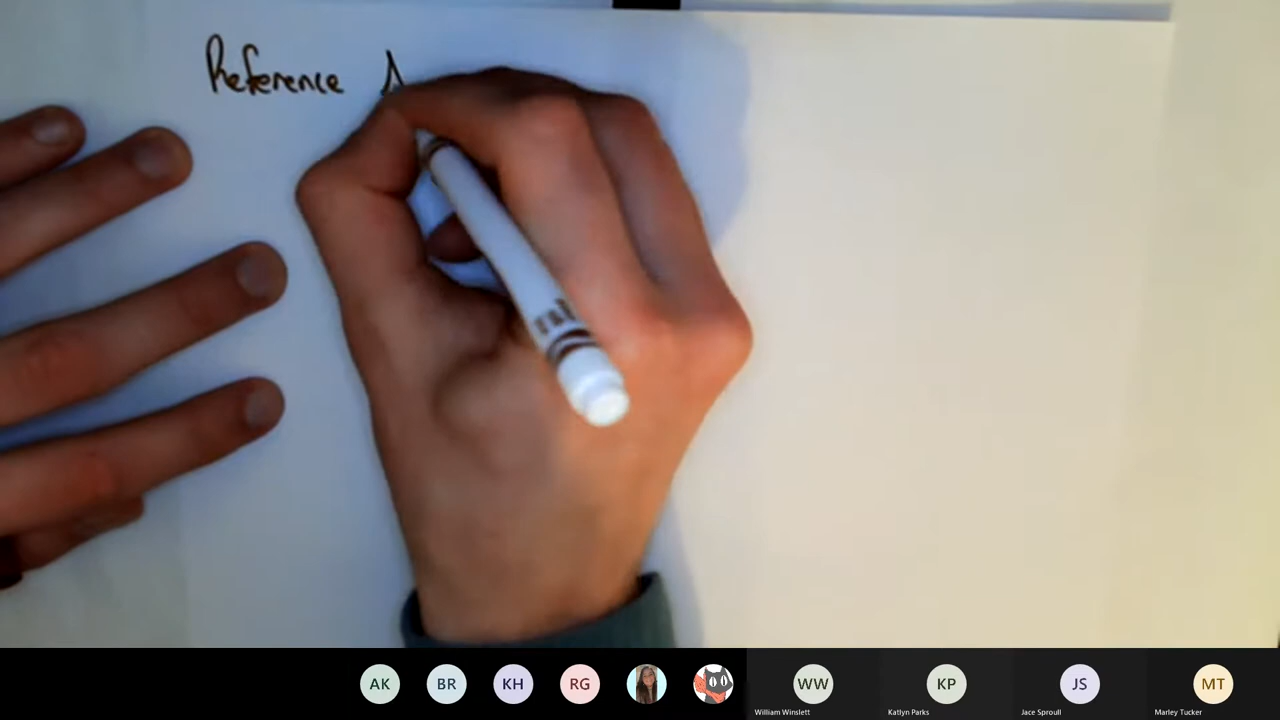 Reference A
AK BR KH RG WW KP JS MT
William Winslett Katlyn Parks Jace Sproull Marley Tucker